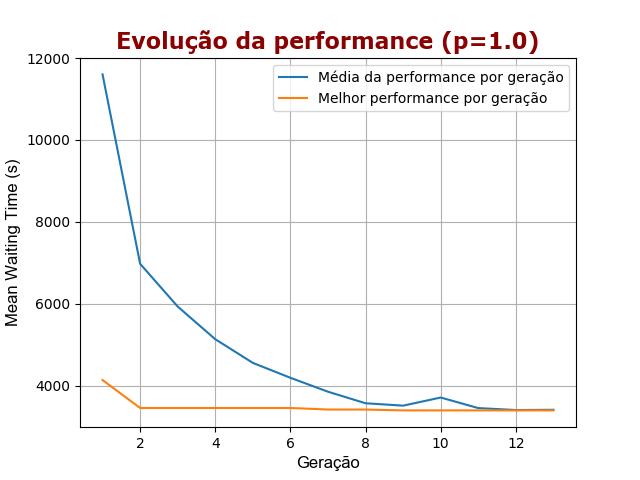 Evolução da performance (p=1.0)
12000
10000
8000
6000
4000
Mean Waiting Time (s)
Média da performance por geração
Melhor performance por geração
2
4
6
8
10
12
Geração